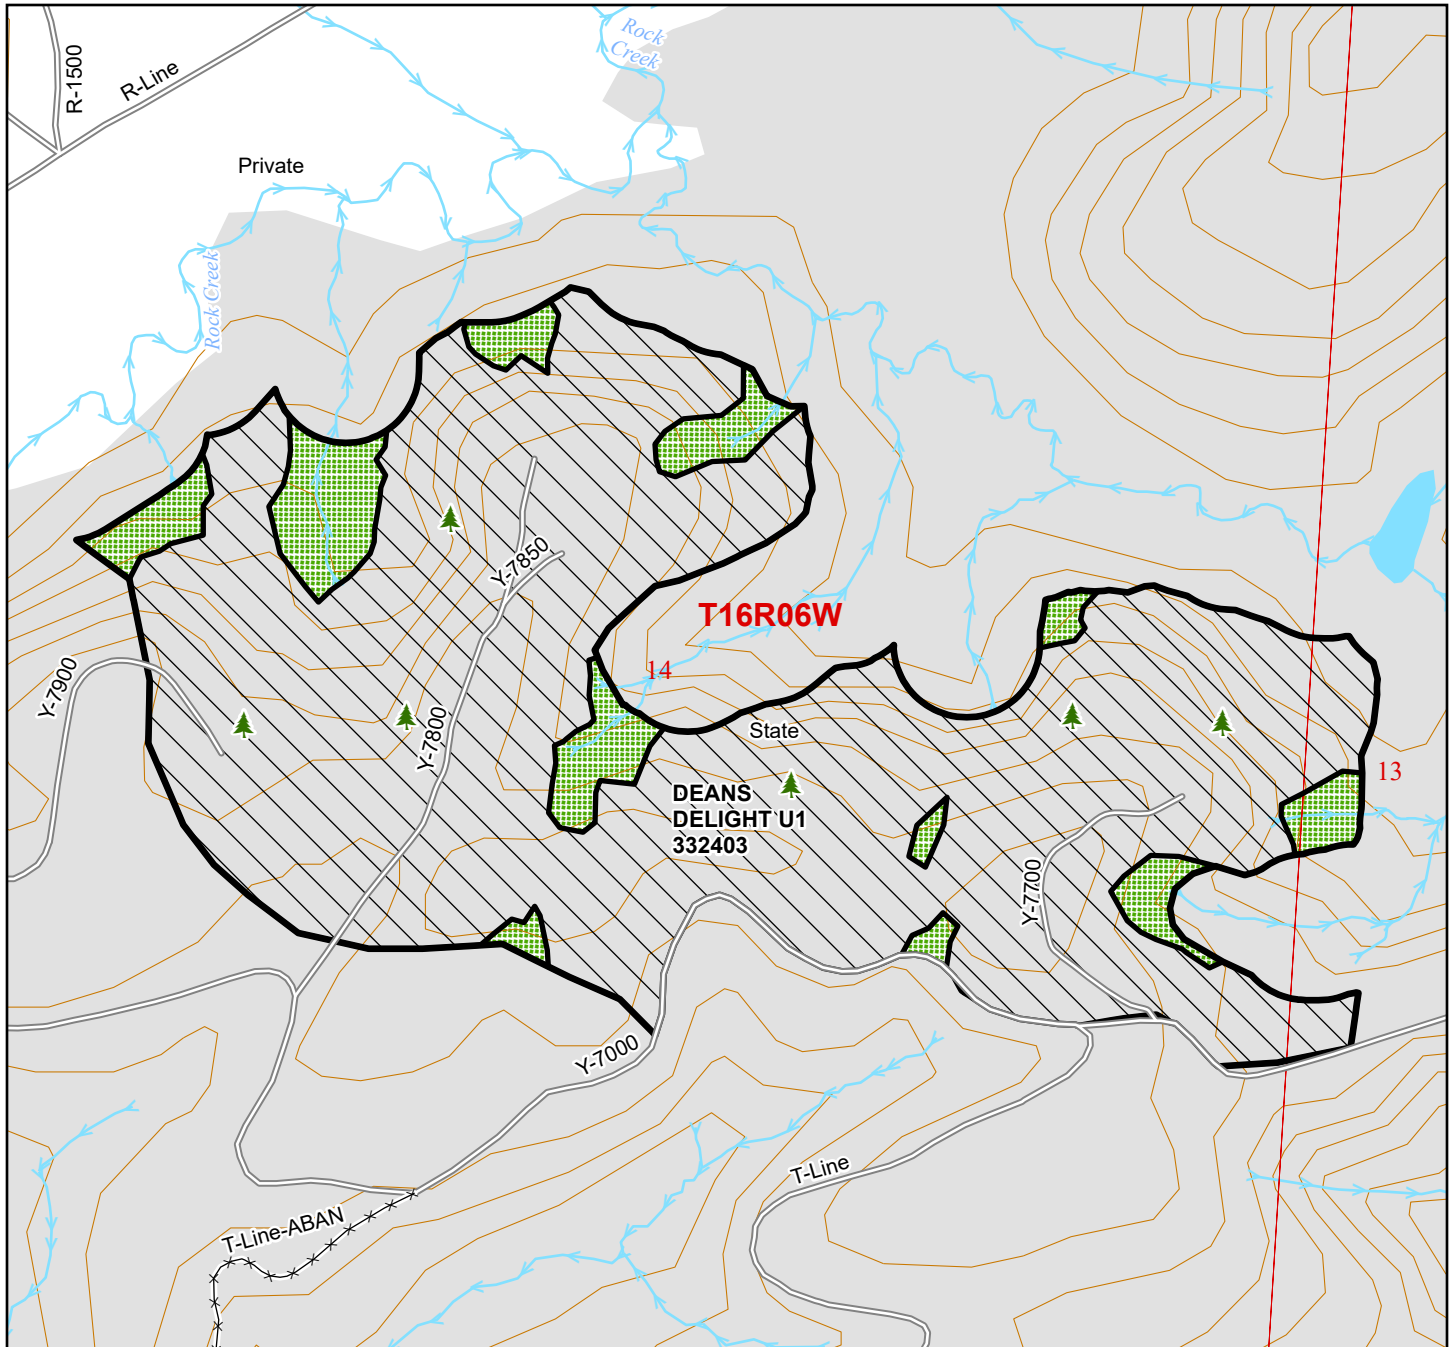 Rock
Creek
R-1500
R-Line
Private
Rock Creek
Y-7850
T16R06W
14
Y-7900
Y-7800
State
13
DEANS
DELIGHT U1
332403
Y-7700
Y-7000
T-Line
T-Line-ABAN